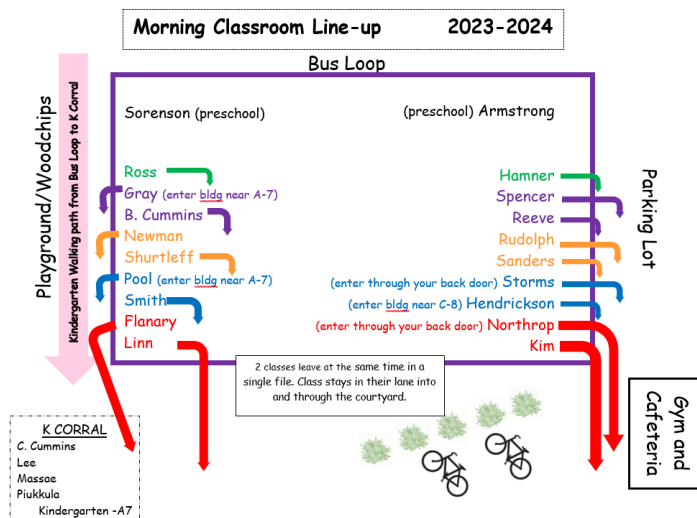 Morning Classroom Line-up 2023-2024
Bus Loop
Playground/Woodchips
Kindergarten Walking path from Bus Loop to K Corral
Sorenson (preschool)
(preschool) Armstrong
Ross
Gray (enter bldg near A-7)
B. Cummins
Newman
Shurtleff
Pool (enter bldg near A-7)
Smith
Flanary
Linn
Hamner
Spencer
Reeve
Rudolph
Sanders
(enter through your back door) Storms
(enter bldg near C-8) Hendrickson
(enter through your back door) Northrop
Kim
Parking Lot
2 classes leave at the same time in a
single file. Class stays in their lane into
and through the courtyard.
Gym and
Cafeteria
K CORRAL
C. Cummins
Lee
Massae
Piukkula
Kindergarten -A7